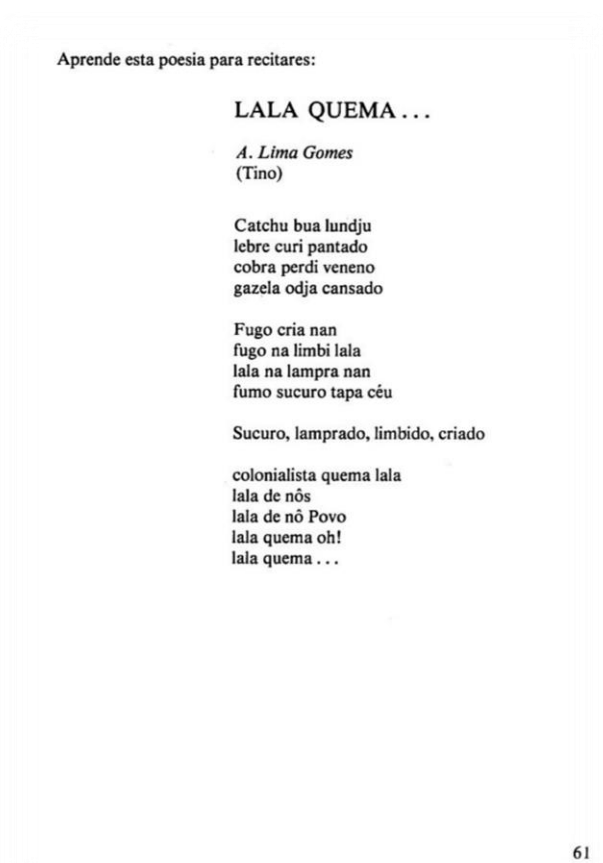 Aprende esta poesia para recitares:
LALA QUEMA...
A. Lima Gomes
(Tino)
Catchu bua lundju
lebre curi pantado
cobra perdi veneno
gazela odja cansado
Fugo cria nan
fugo na limbi lala
lala na lampra nan
fumo sucuro tapa céu
Sucuro, lamprado, limbido, criado
colonialista quema lala
lala de nôs
lala de nô Povo
lala quema oh!
lala quema...
61